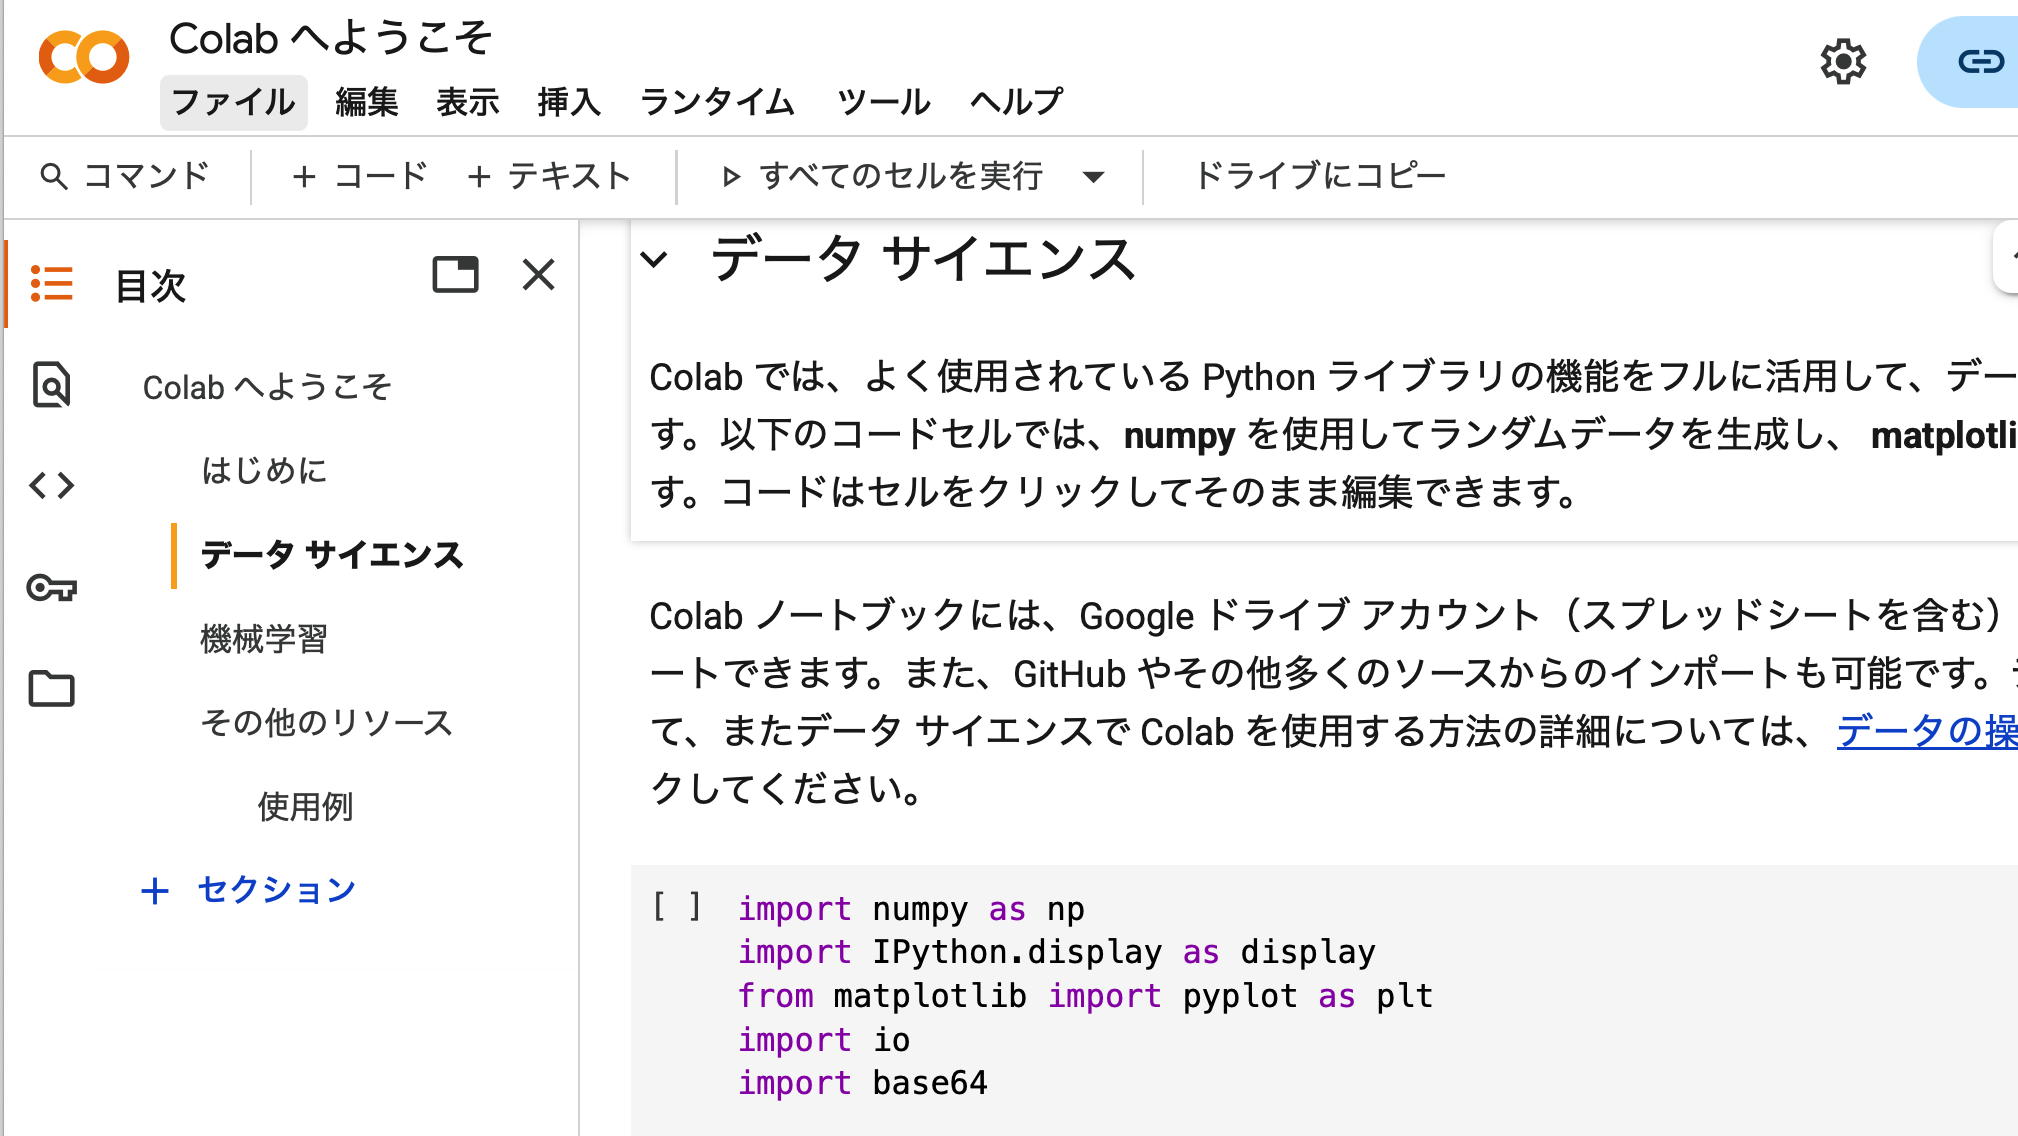 Colab へようこそ
ファイル 編集 表示 挿入 ランタイム ツール ヘルプ
コマンド + コード + テキスト すべてのセルを実行 ドライブにコピー
目次
Colab へようこそ
はじめに
データ サイエンス
機械学習
その他のリソース
使用例
+ セクション
データ サイエンス
Colab では、よく使用されている Python ライブラリの機能をフルに活用して、デー
す。以下のコードセルでは、numpy を使用してランダムデータを生成し、 matplotli
す。コードはセルをクリックしてそのまま編集できます。
Colab ノートブックには、Google ドライブ アカウント（スプレッドシートを含む）
ートできます。また、GitHub やその他多くのソースからのインポートも可能です。
て、またデータ サイエンスで Colab を使用する方法の詳細については、 データの操
クしてください。
[ ] import numpy as np
import IPython.display as display
from matplotlib import pyplot as plt
import io
import base64